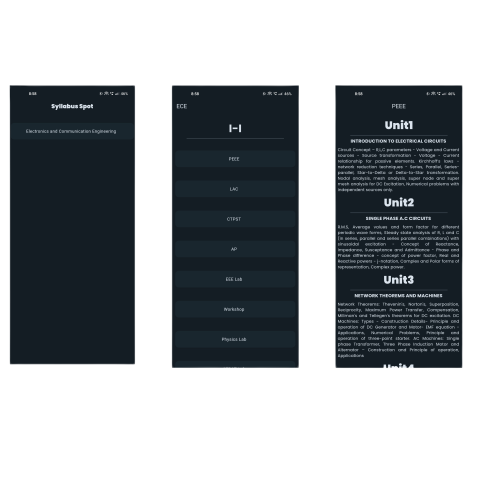 8:58
46%
Syllabus Spot
Electronics and Communication Engineering
8:58
46%
ECE
I-I
PEEE
LAC
CTPST
AP
EEE Lab
Workshop
Physics Lab
8:58
46%
PEEE
Unit1
INTRODUCTION TO ELECTRICAL CIRCUITS
Circuit Concept - R,L,C parameters - Voltage and Current
sources - Source transformation - Voltage - Current
relationship for passive elements. Kirchhoff's laws -
network reduction techniques - Series, Parallel, Series-
parallel, Star-to-Delta or Delta-to-Star transformation.
Nodal analysis, mesh analysis, super node and super
mesh analysis for DC Excitation, Numerical problems with
independent sources only.
Unit2
SINGLE PHASE A.C CIRCUITS
R.M.S, Average values and form factor for different
periodic wave forms, Steady state analysis of R, L and C
(in series, parallel and series parallel combinations) with
sinusoidal excitation - Concept of Reactance,
Impedance, Susceptance and Admittance - Phase and
Phase difference - concept of power factor, Real and
Reactive powers - j-notation, Complex and Polar forms of
representation, Complex power.
Unit3
NETWORK THEOREMS AND MACHINES
Network Theorems: Thevenin's, Norton's, Superposition,
Reciprocity, Maximum Power Transfer, Compensation,
Millman's and Tellegen's theorems for DC excitation. DC
Machines: Types - Construction Details- Principle and
operation of DC Generator and Motor- EMF equation -
Applications, Numerical Problems, Principle and
operation of three-point starter. AC Machines: Single
phase Transformer, Three Phase induction Motor and
Alternator - Construction and Principle of operation,
Applications
Unit4